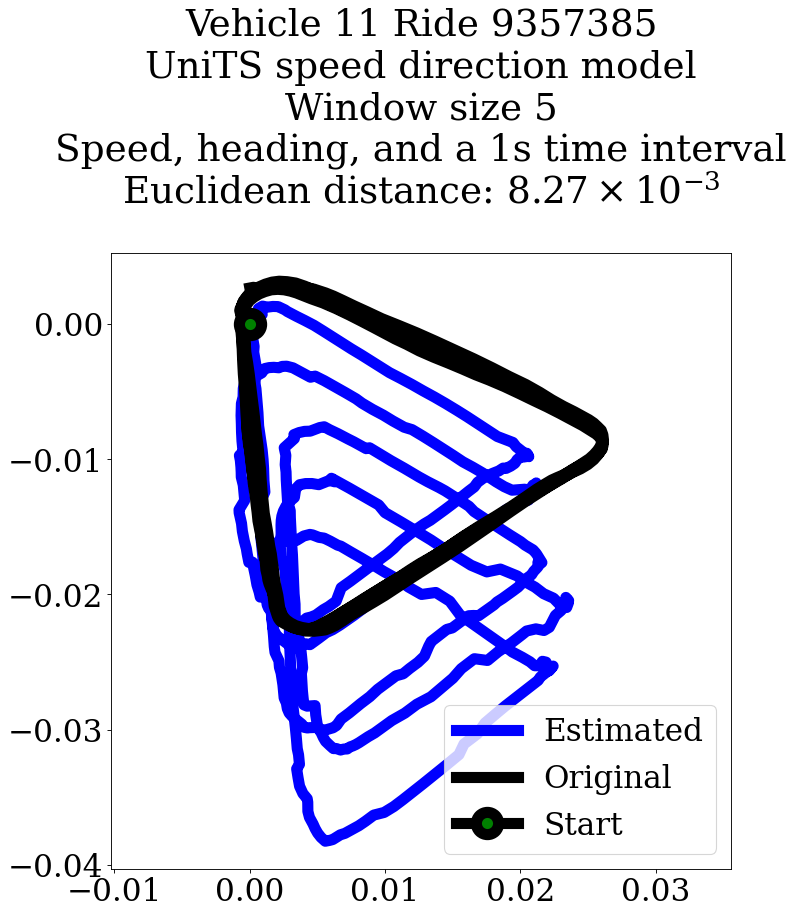 Vehicle 11 Ride 9357385
UniTS speed direction model
Window size 5
Speed, heading, and a 1s time interval
Euclidean distance: 8.27 × 10⁻³
0.00
−0.01
−0.02
−0.03
−0.04
−0.01 0.00 0.01 0.02 0.03
Estimated
Original
Start